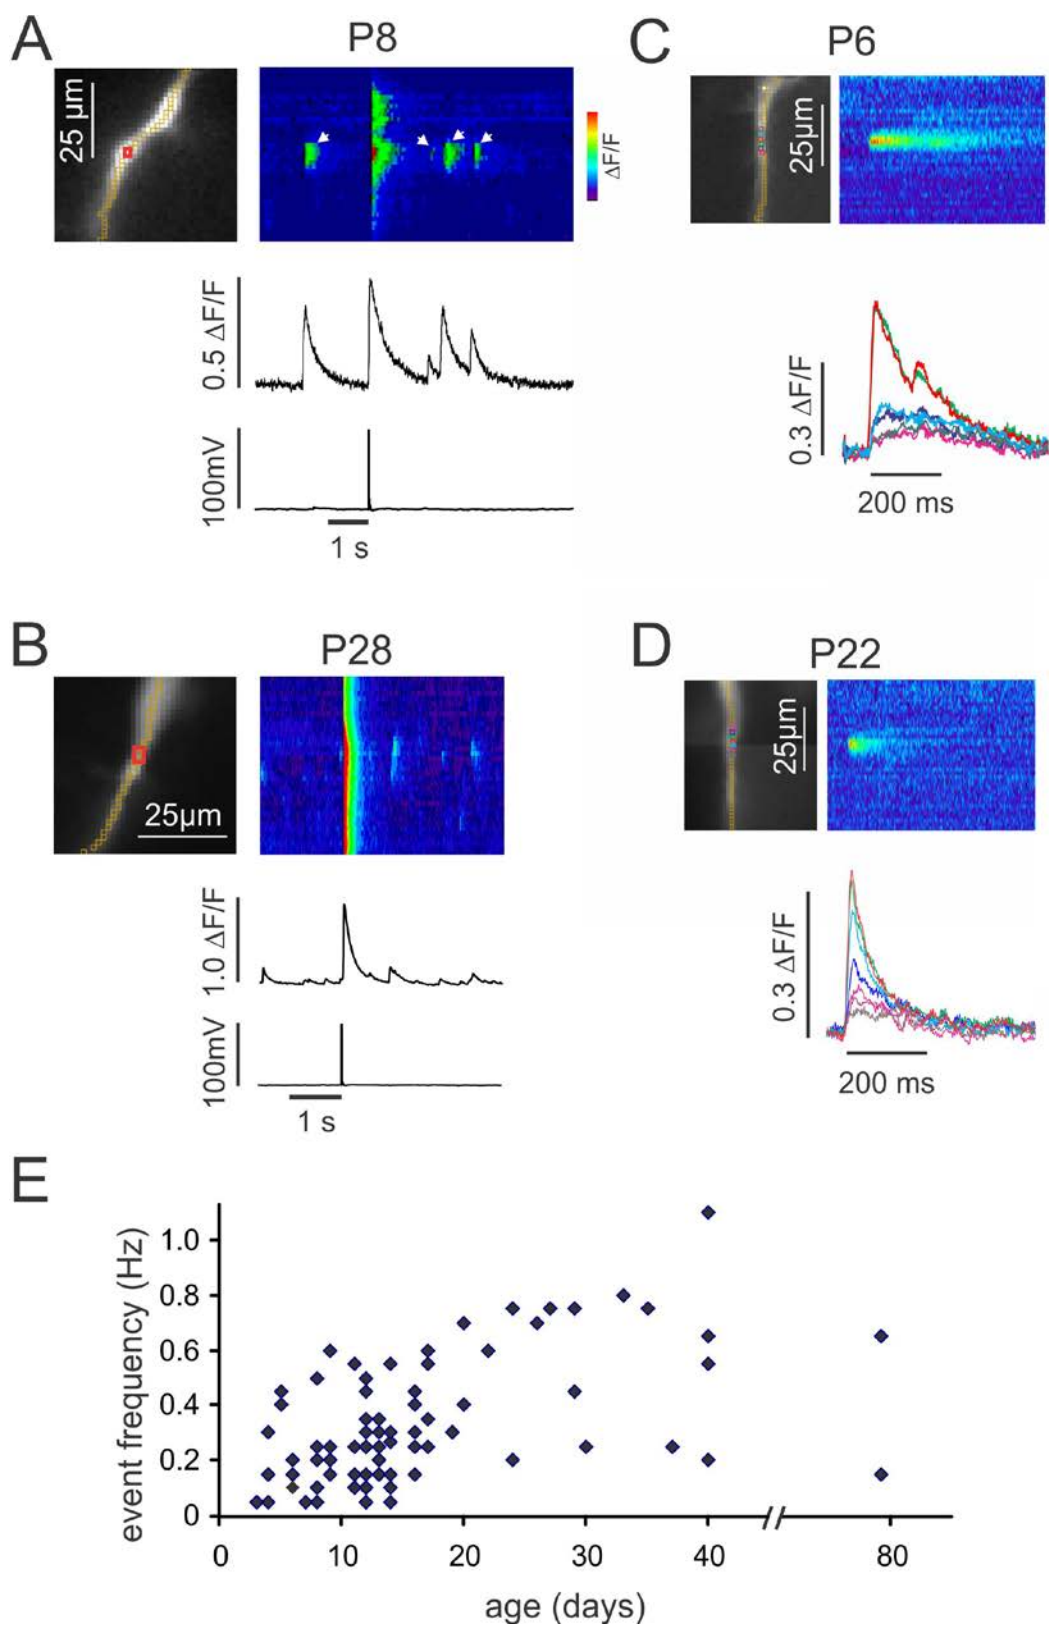 A
P8
25 µm
ΔF/F
0.5 ΔF/F
100mV
1 s
C
P6
25µm
0.3 ΔF/F
200 ms
B
P28
25µm
1.0 ΔF/F
100mV
1 s
D
P22
25µm
0.3 ΔF/F
200 ms
E
event frequency (Hz)
1.0
0.8
0.6
0.4
0.2
0
0 10 20 30 40 80
age (days)